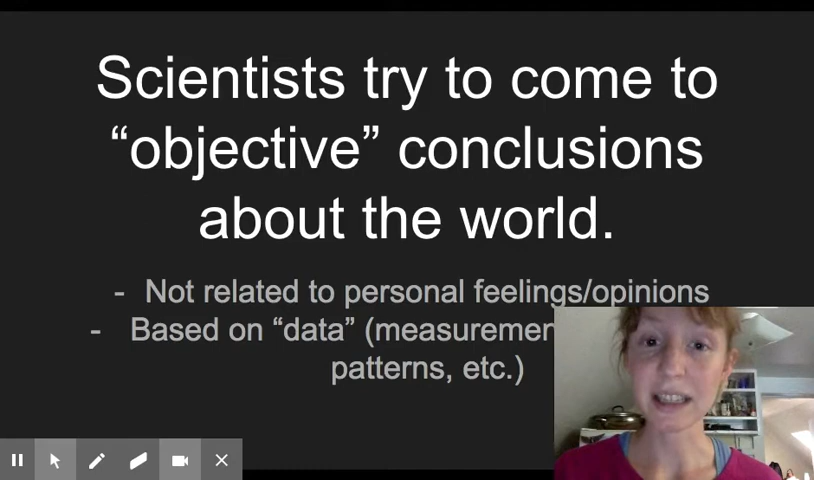 Scientists try to come to
“objective” conclusions
about the world.
- Not related to personal feelings/opinions
- Based on “data” (measuremen
patterns, etc.)